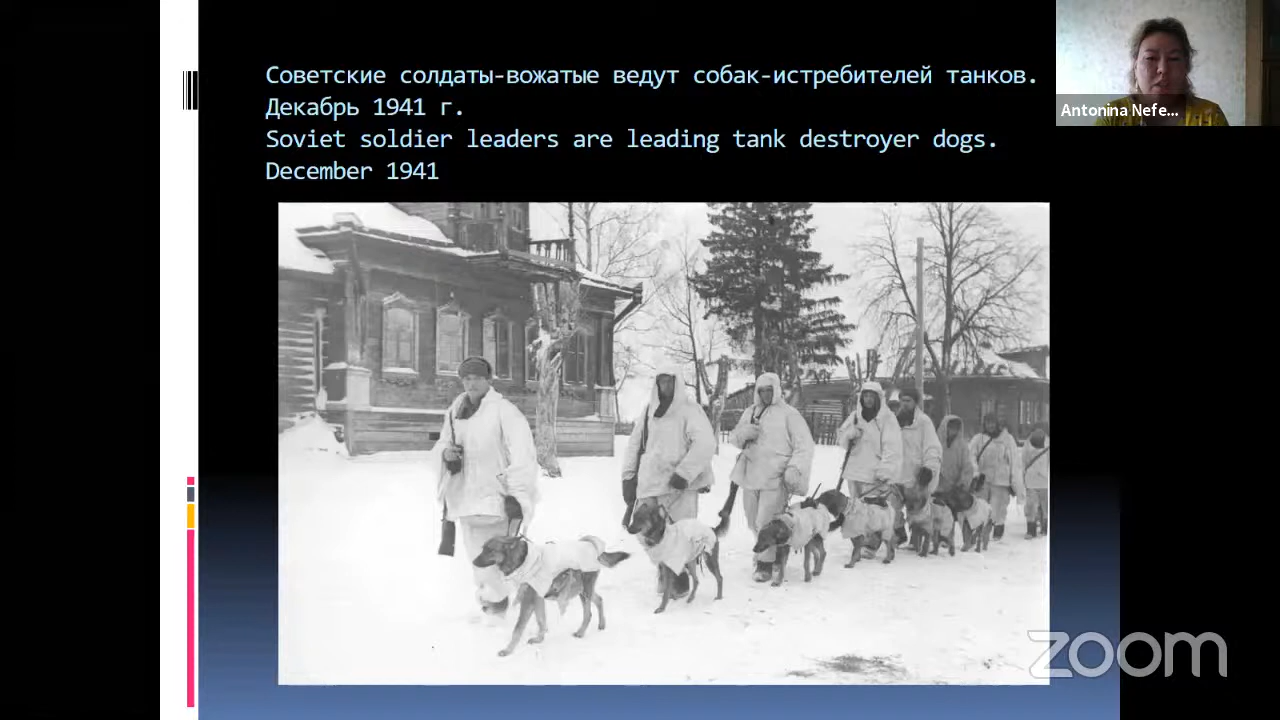 Советские солдаты-вожатые ведут собак-истребителей танков.
Декабрь 1941 г.
Soviet soldier leaders are leading tank destroyer dogs.
December 1941
Antonina Nefe...
zoom